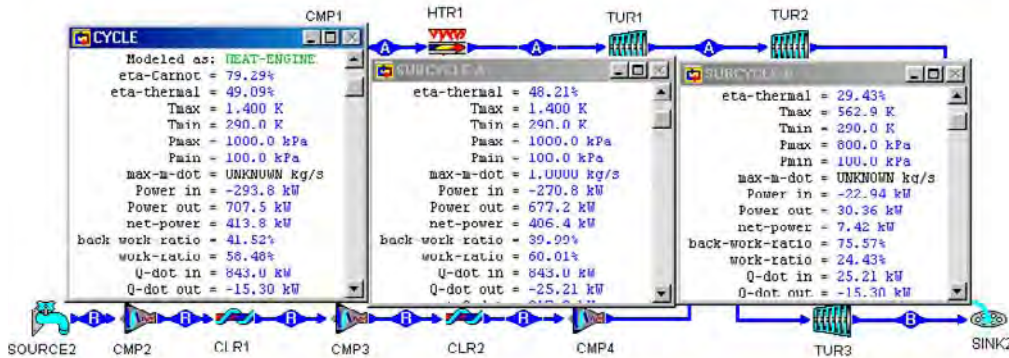 CMP1
HTR1
TUR1
TUR2
A
A
A
CYCLE
Modeled as: HEAT-ENGINE
eta-Carnot = 79.29%
eta-thermal = 49.09%
Tmax = 1.400 K
Tmin = 290.0 K
Pmax = 1000.0 kPa
Pmin = 100.0 kPa
max-m-dot = UNKNOWN kg/s
Power in = -293.8 kW
Power out = 707.5 kW
net-power = 413.8 kW
back work-ratio = 41.52%
work-ratio = 58.48%
Q-dot in = 843.0 kW
Q-dot out = -15.30 kW
SUBCYCLE A
eta-thermal = 48.21%
Tmax = 1.400 K
Tmin = 290.0 K
Pmax = 1000.0 kPa
Pmin = 100.0 kPa
max-m-dot = 1.0000 kg/s
Power in = -270.8 kW
Power out = 677.2 kW
net-power = 406.4 kW
back work-ratio = 39.99%
work-ratio = 60.01%
Q-dot in = 843.0 kW
Q-dot out = -25.21 kW
SUBCYCLE B
eta-thermal = 29.43%
Tmax = 562.9 K
Tmin = 290.0 K
Pmax = 800.0 kPa
Pmin = 100.0 kPa
max-m-dot = UNKNOWN kg/s
Power in = -22.94 kW
Power out = 30.36 kW
net-power = 7.42 kW
back-work-ratio = 75.57%
work-ratio = 24.43%
Q-dot in = 25.21 kW
Q-dot out = -15.30 kW
B
B
B
B
B
B
B
SOURCE2
CMP2
CLR1
CMP3
CLR2
CMP4
TUR3
SINK2